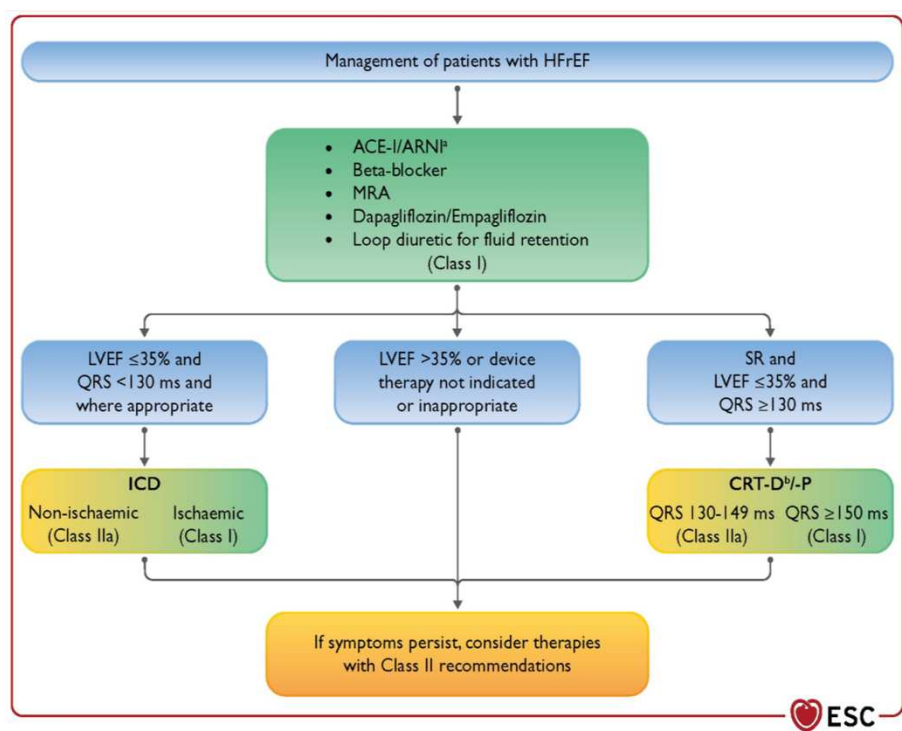 Management of patients with HFrEF
• ACE-I/ARNIᵃ
• Beta-blocker
• MRA
• Dapagliflozin/Empagliflozin
• Loop diuretic for fluid retention
(Class I)
LVEF ≤35% and
QRS <130 ms and
where appropriate
LVEF >35% or device
therapy not indicated
or inappropriate
SR and
LVEF ≤35% and
QRS ≥130 ms
ICD
Non-ischaemic
(Class IIa)
Ischaemic
(Class I)
CRT-Dᵇ/-P
QRS 130-149 ms
(Class IIa)
QRS ≥150 ms
(Class I)
If symptoms persist, consider therapies
with Class II recommendations
ESC